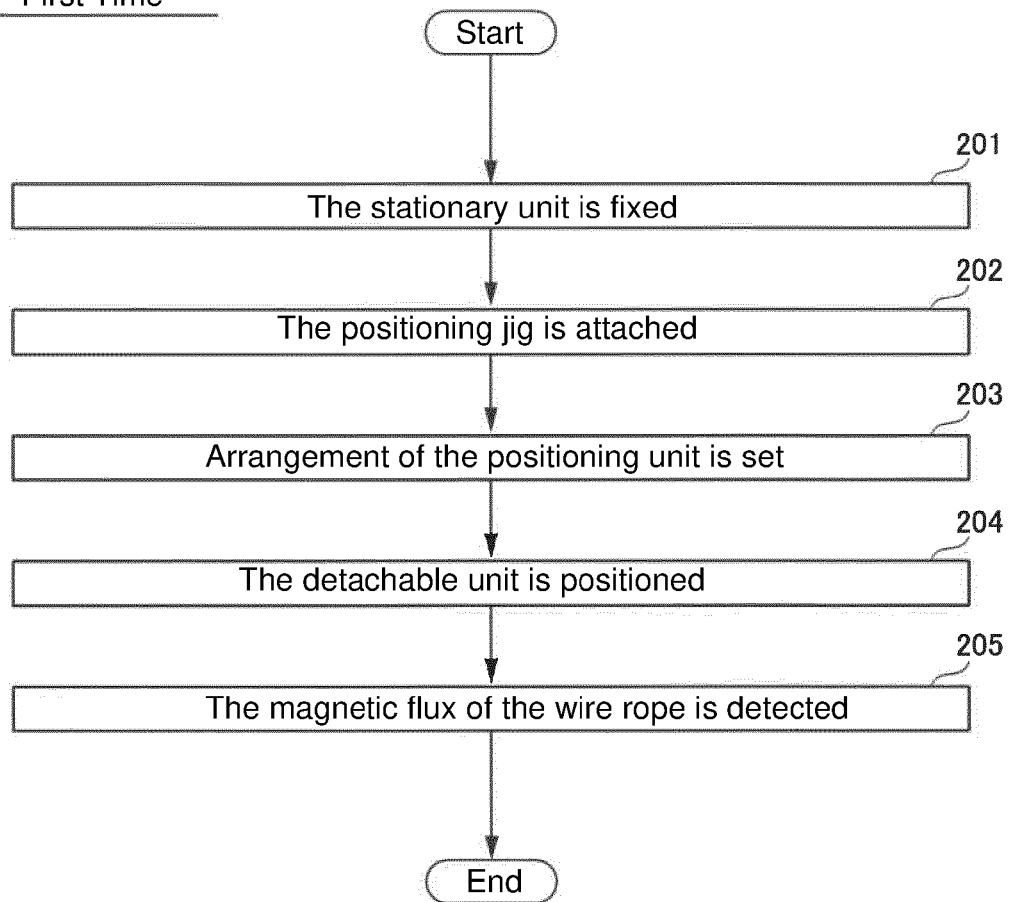 First Time
Start
201
The stationary unit is fixed
202
The positioning jig is attached
203
Arrangement of the positioning unit is set
204
The detachable unit is positioned
205
The magnetic flux of the wire rope is detected
End